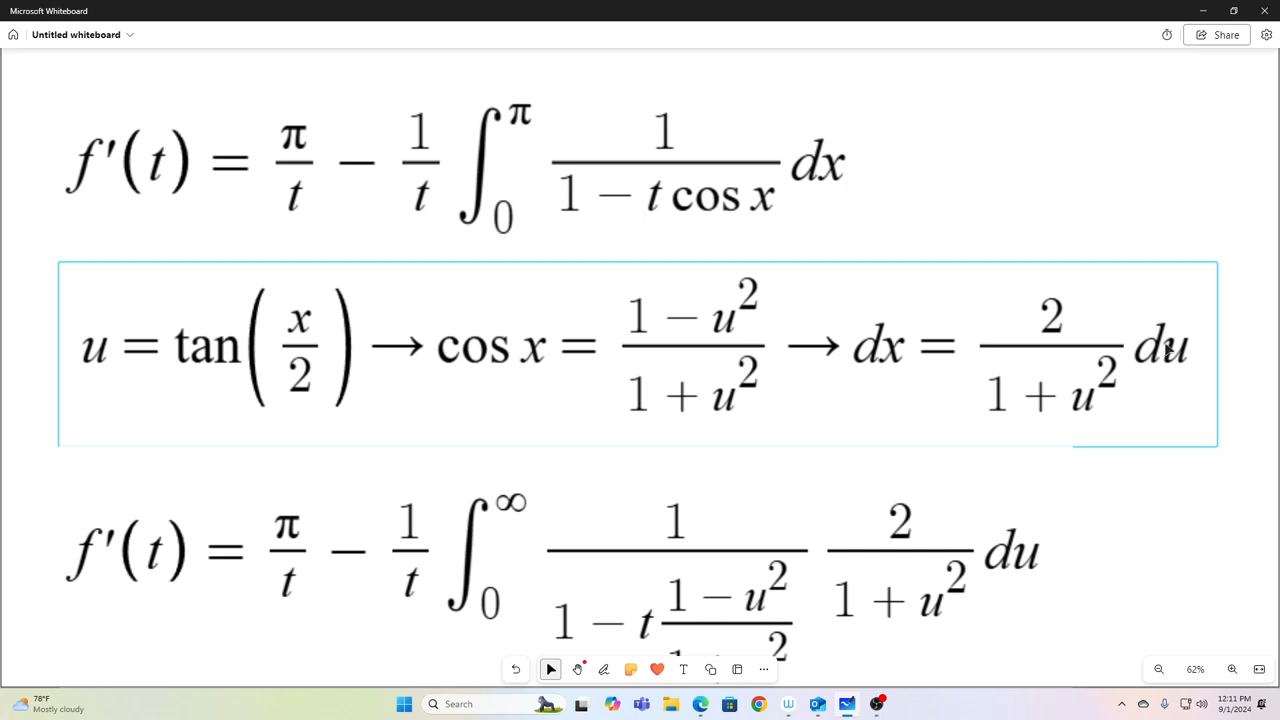 Microsoft Whiteboard
Untitled whiteboard
Share
f'(t) = π/t − 1/t ∫₀^π 1/(1 − t cos x) dx
u = tan(x/2) → cos x = (1 − u²)/(1 + u²) → dx = 2/(1 + u²) du
f'(t) = π/t − 1/t ∫₀^∞ 1/(1 − t (1 − u²)/(1 + u²)) 2/(1 + u²) du
62%
78°F
Mostly cloudy
Search
12:11 PM
9/1/2024